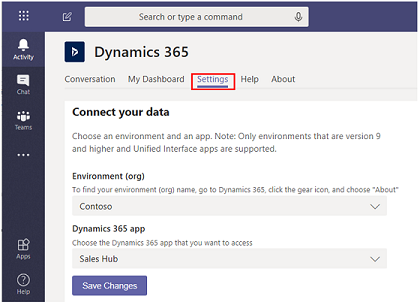 Search or type a command
Activity
Chat
Teams
Apps
Help
Dynamics 365
Conversation My Dashboard Settings Help About
Connect your data
Choose an environment and an app. Note: Only environments that are version 9
and higher and Unified Interface apps are supported.
Environment (org)
To find your environment (org) name, go to Dynamics 365, click the gear icon, and choose "About"
Contoso
Dynamics 365 app
Choose the Dynamics 365 app that you want to access
Sales Hub
Save Changes